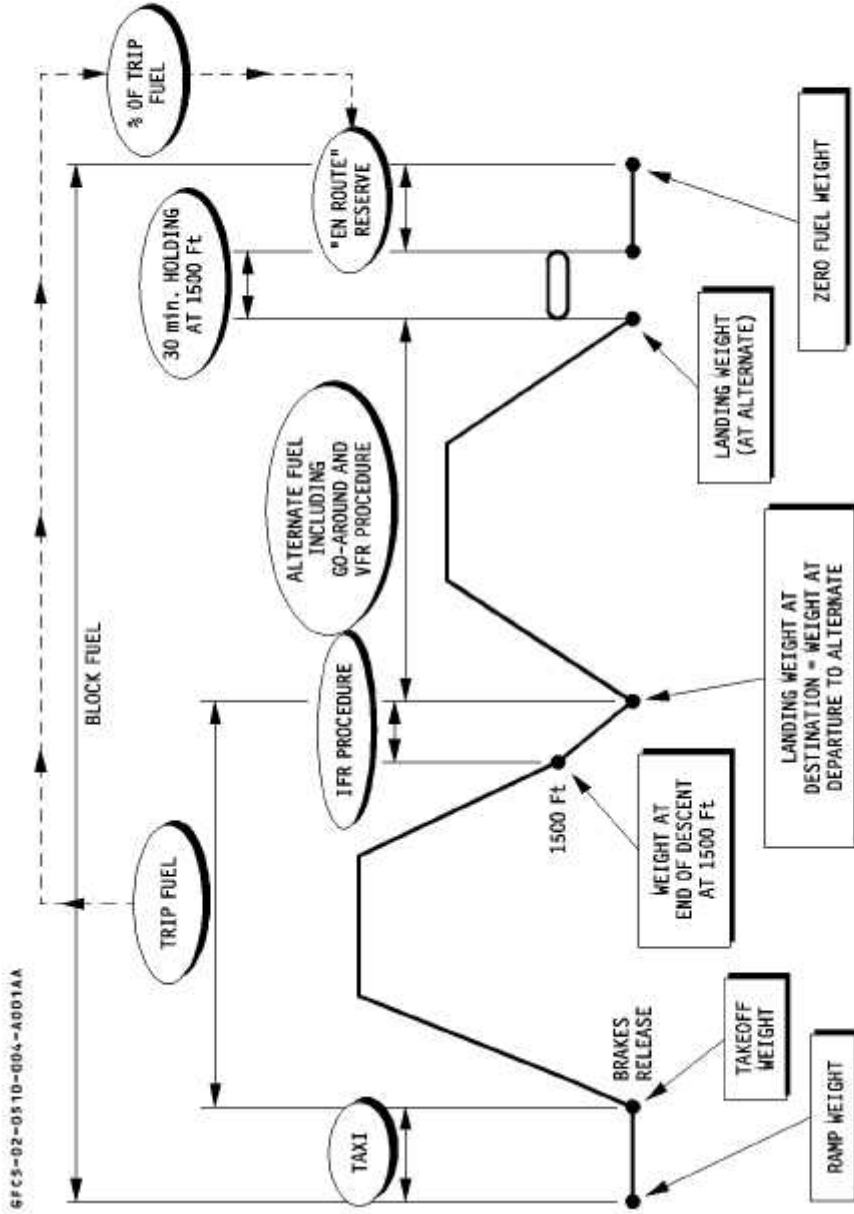 GFC5-02-0510-004-A001AA
BLOCK FUEL
% OF TRIP
FUEL
TRIP FUEL
30 min. HOLDING
AT 1500 Ft
"EN ROUTE"
RESERVE
ALTERNATE FUEL
INCLUDING
GO-AROUND AND
VFR PROCEDURE
IFR PROCEDURE
TAXI
1500 Ft
BRAKES
RELEASE
WEIGHT AT
END OF DESCENT
AT 1500 Ft
TAKEOFF
WEIGHT
RAMP WEIGHT
LANDING WEIGHT AT
DESTINATION = WEIGHT AT
DEPARTURE TO ALTERNATE
LANDING WEIGHT
(AT ALTERNATE)
ZERO FUEL WEIGHT